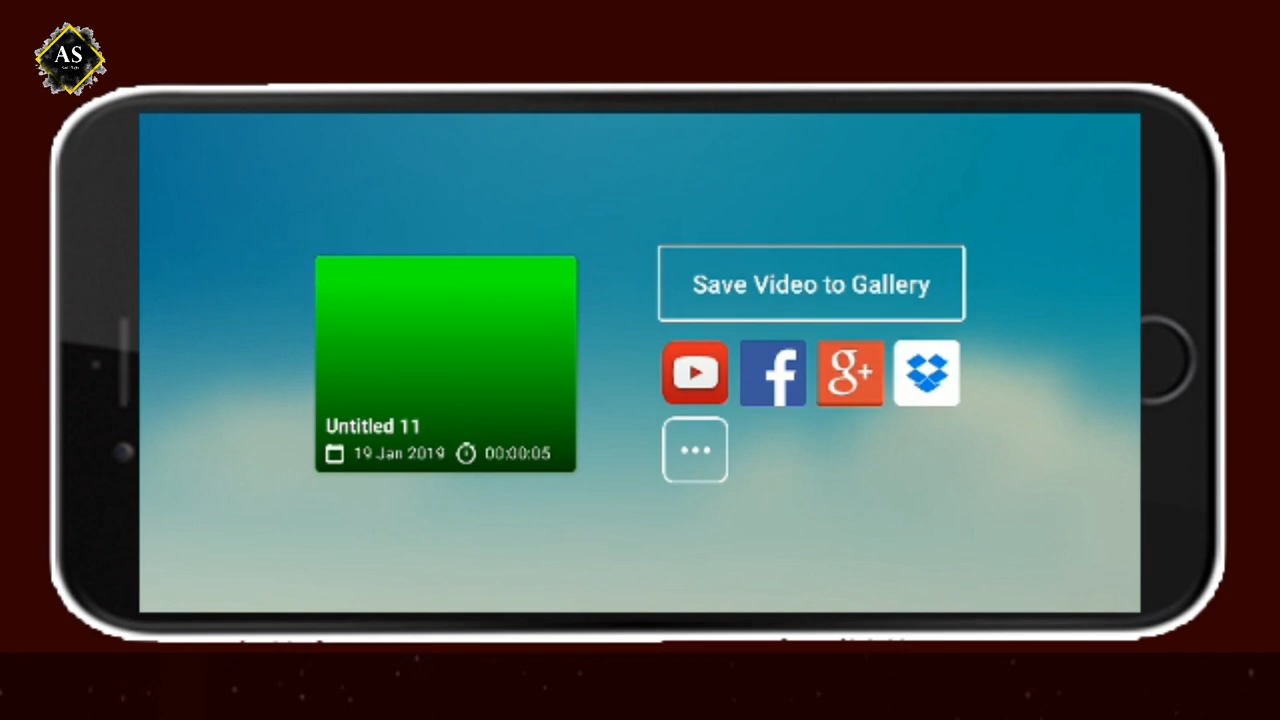 AS
Save Video to Gallery
g+
Untitled 11
19 Jan 2019 00:00:05